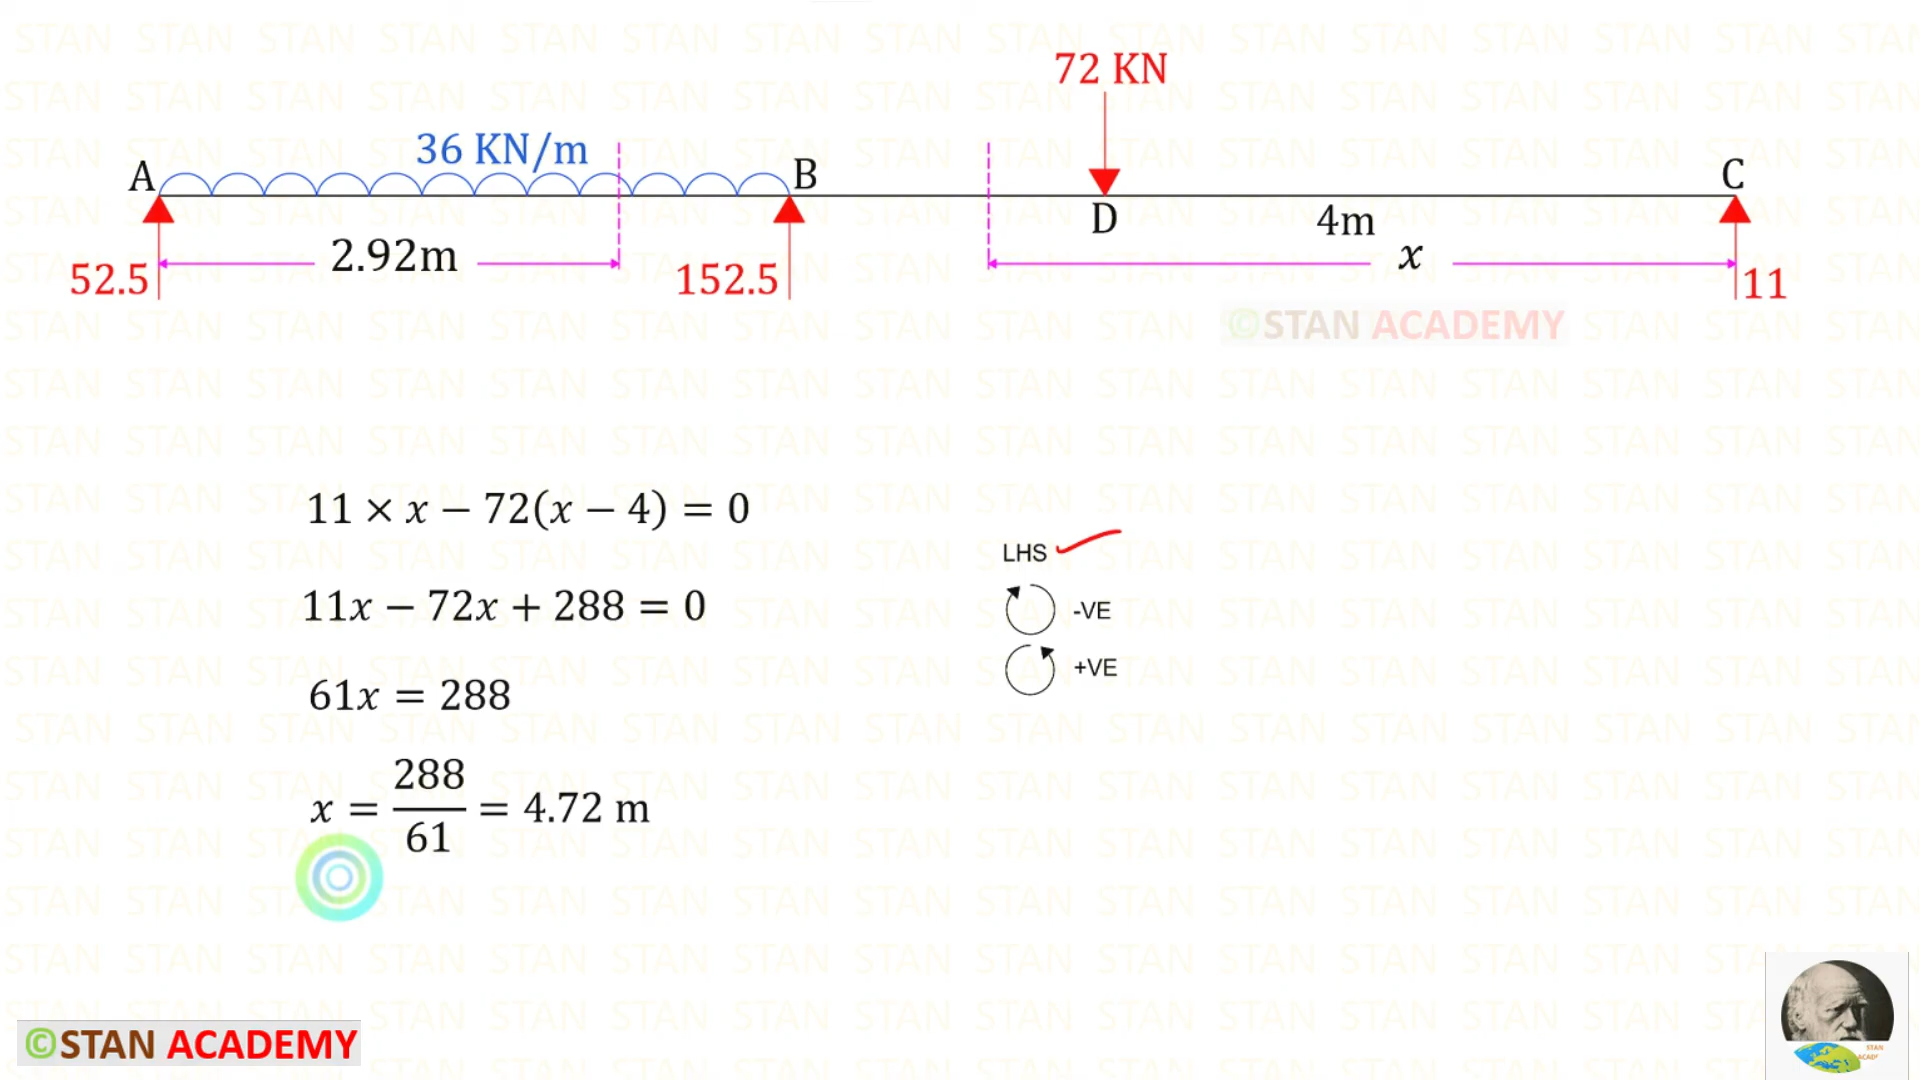 72 KN
36 KN/m
A
B
C
D
4m
2.92m
x
52.5
152.5
11
©STAN ACADEMY
11 × x − 72(x − 4) = 0
LHS
11x − 72x + 288 = 0
-VE
+VE
61x = 288
x = 288/61 = 4.72 m
©STAN ACADEMY
STAN